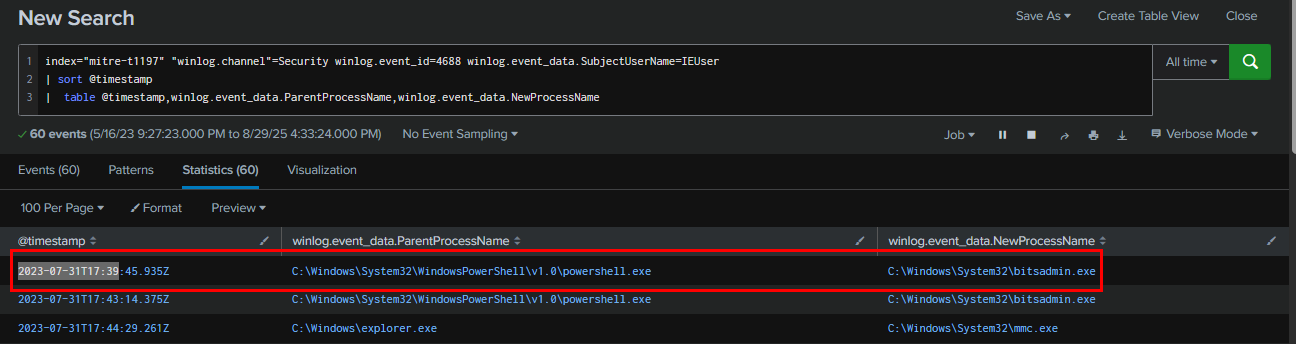 New Search
Save As Create Table View Close
1 index="mitre-t1197" "winlog.channel"=Security winlog.event_id=4688 winlog.event_data.SubjectUserName=IEUser
2 | sort @timestamp
3 | table @timestamp,winlog.event_data.ParentProcessName,winlog.event_data.NewProcessName
All time
60 events (5/16/23 9:27:23.000 PM to 8/29/25 4:33:24.000 PM) No Event Sampling Job Verbose Mode
Events (60) Patterns Statistics (60) Visualization
100 Per Page Format Preview
@timestamp winlog.event_data.ParentProcessName winlog.event_data.NewProcessName
2023-07-31T17:39:45.935Z C:\Windows\System32\WindowsPowerShell\v1.0\powershell.exe C:\Windows\System32\bitsadmin.exe
2023-07-31T17:43:14.375Z C:\Windows\System32\WindowsPowerShell\v1.0\powershell.exe C:\Windows\System32\bitsadmin.exe
2023-07-31T17:44:29.261Z C:\Windows\explorer.exe C:\Windows\System32\mmc.exe